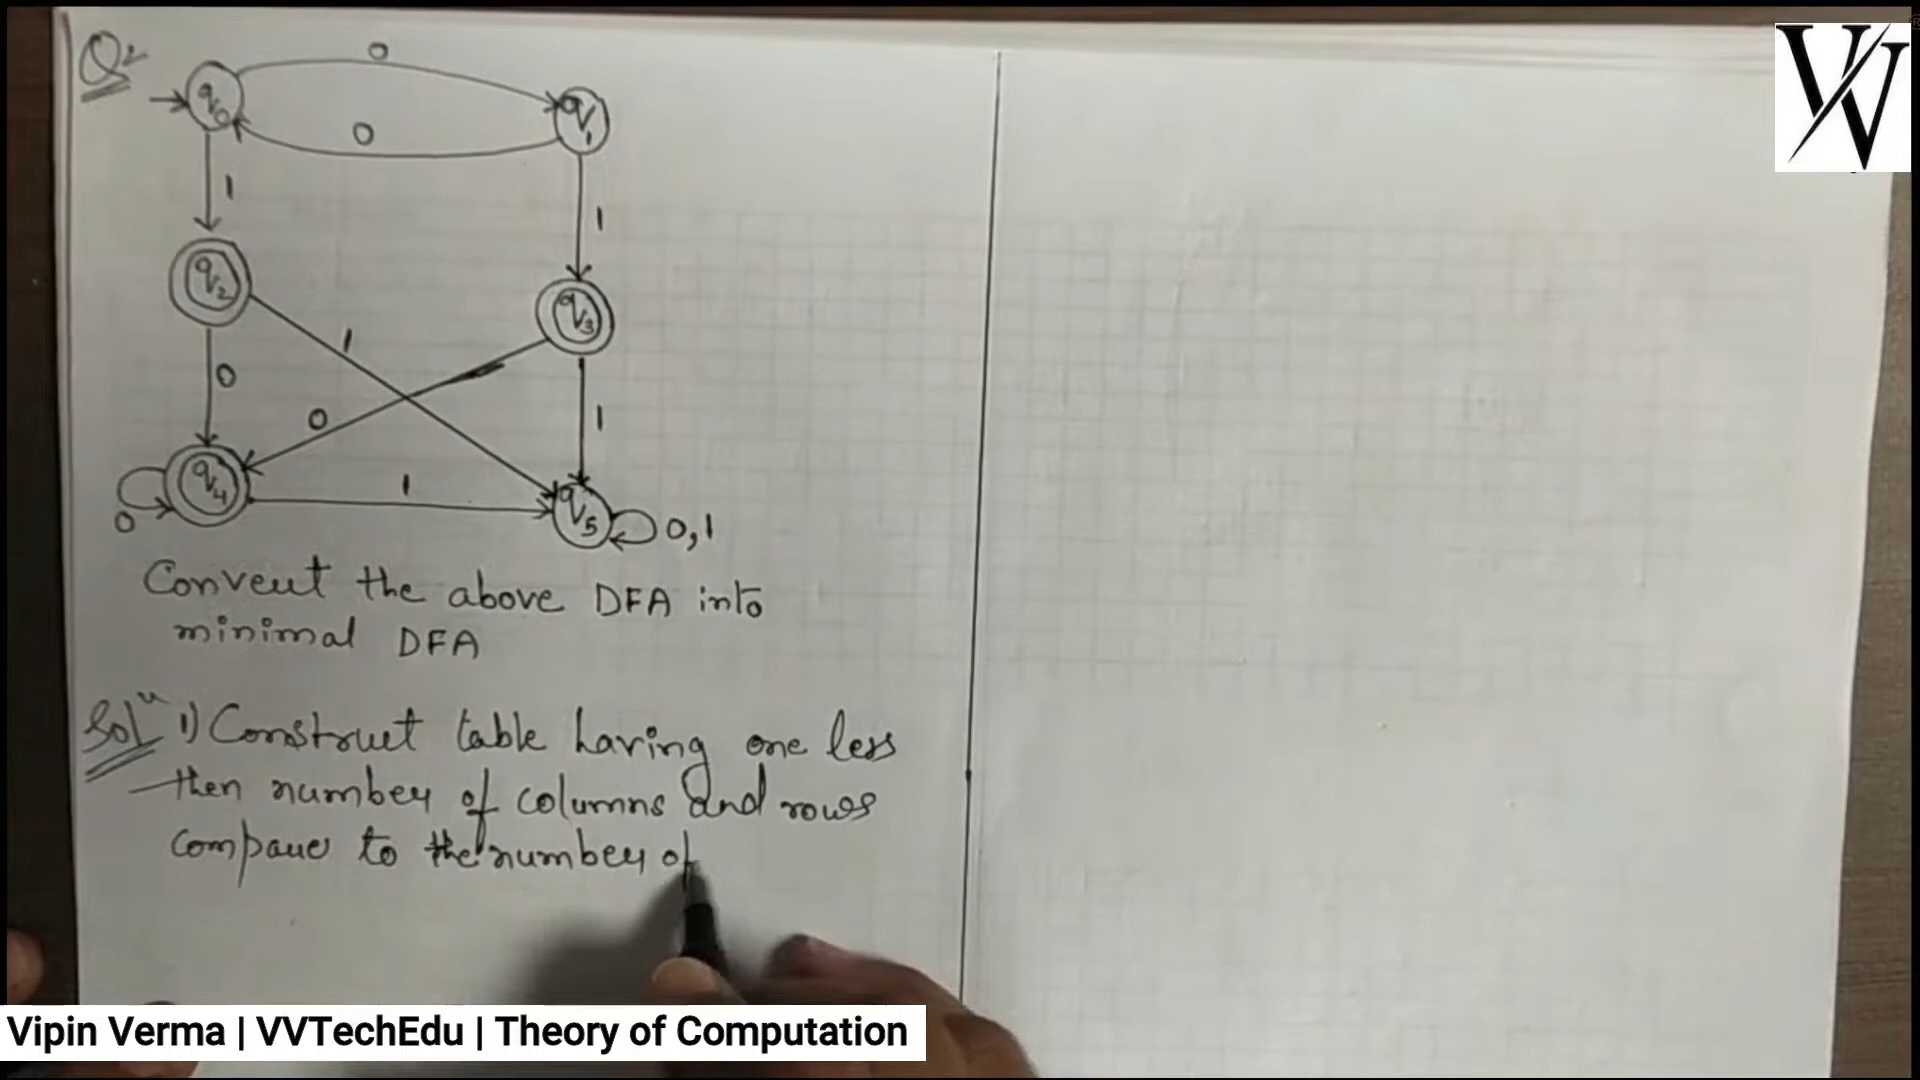 Q2
0
q0
q1
0
1
1
q2
q3
1
0
0
1
q4
1
q5
0
0,1
Convert the above DFA into
minimal DFA
Solⁿ 1) Construct table having one less
then number of columns and rows
compare to the number of
VV
Vipin Verma | VVTechEdu | Theory of Computation